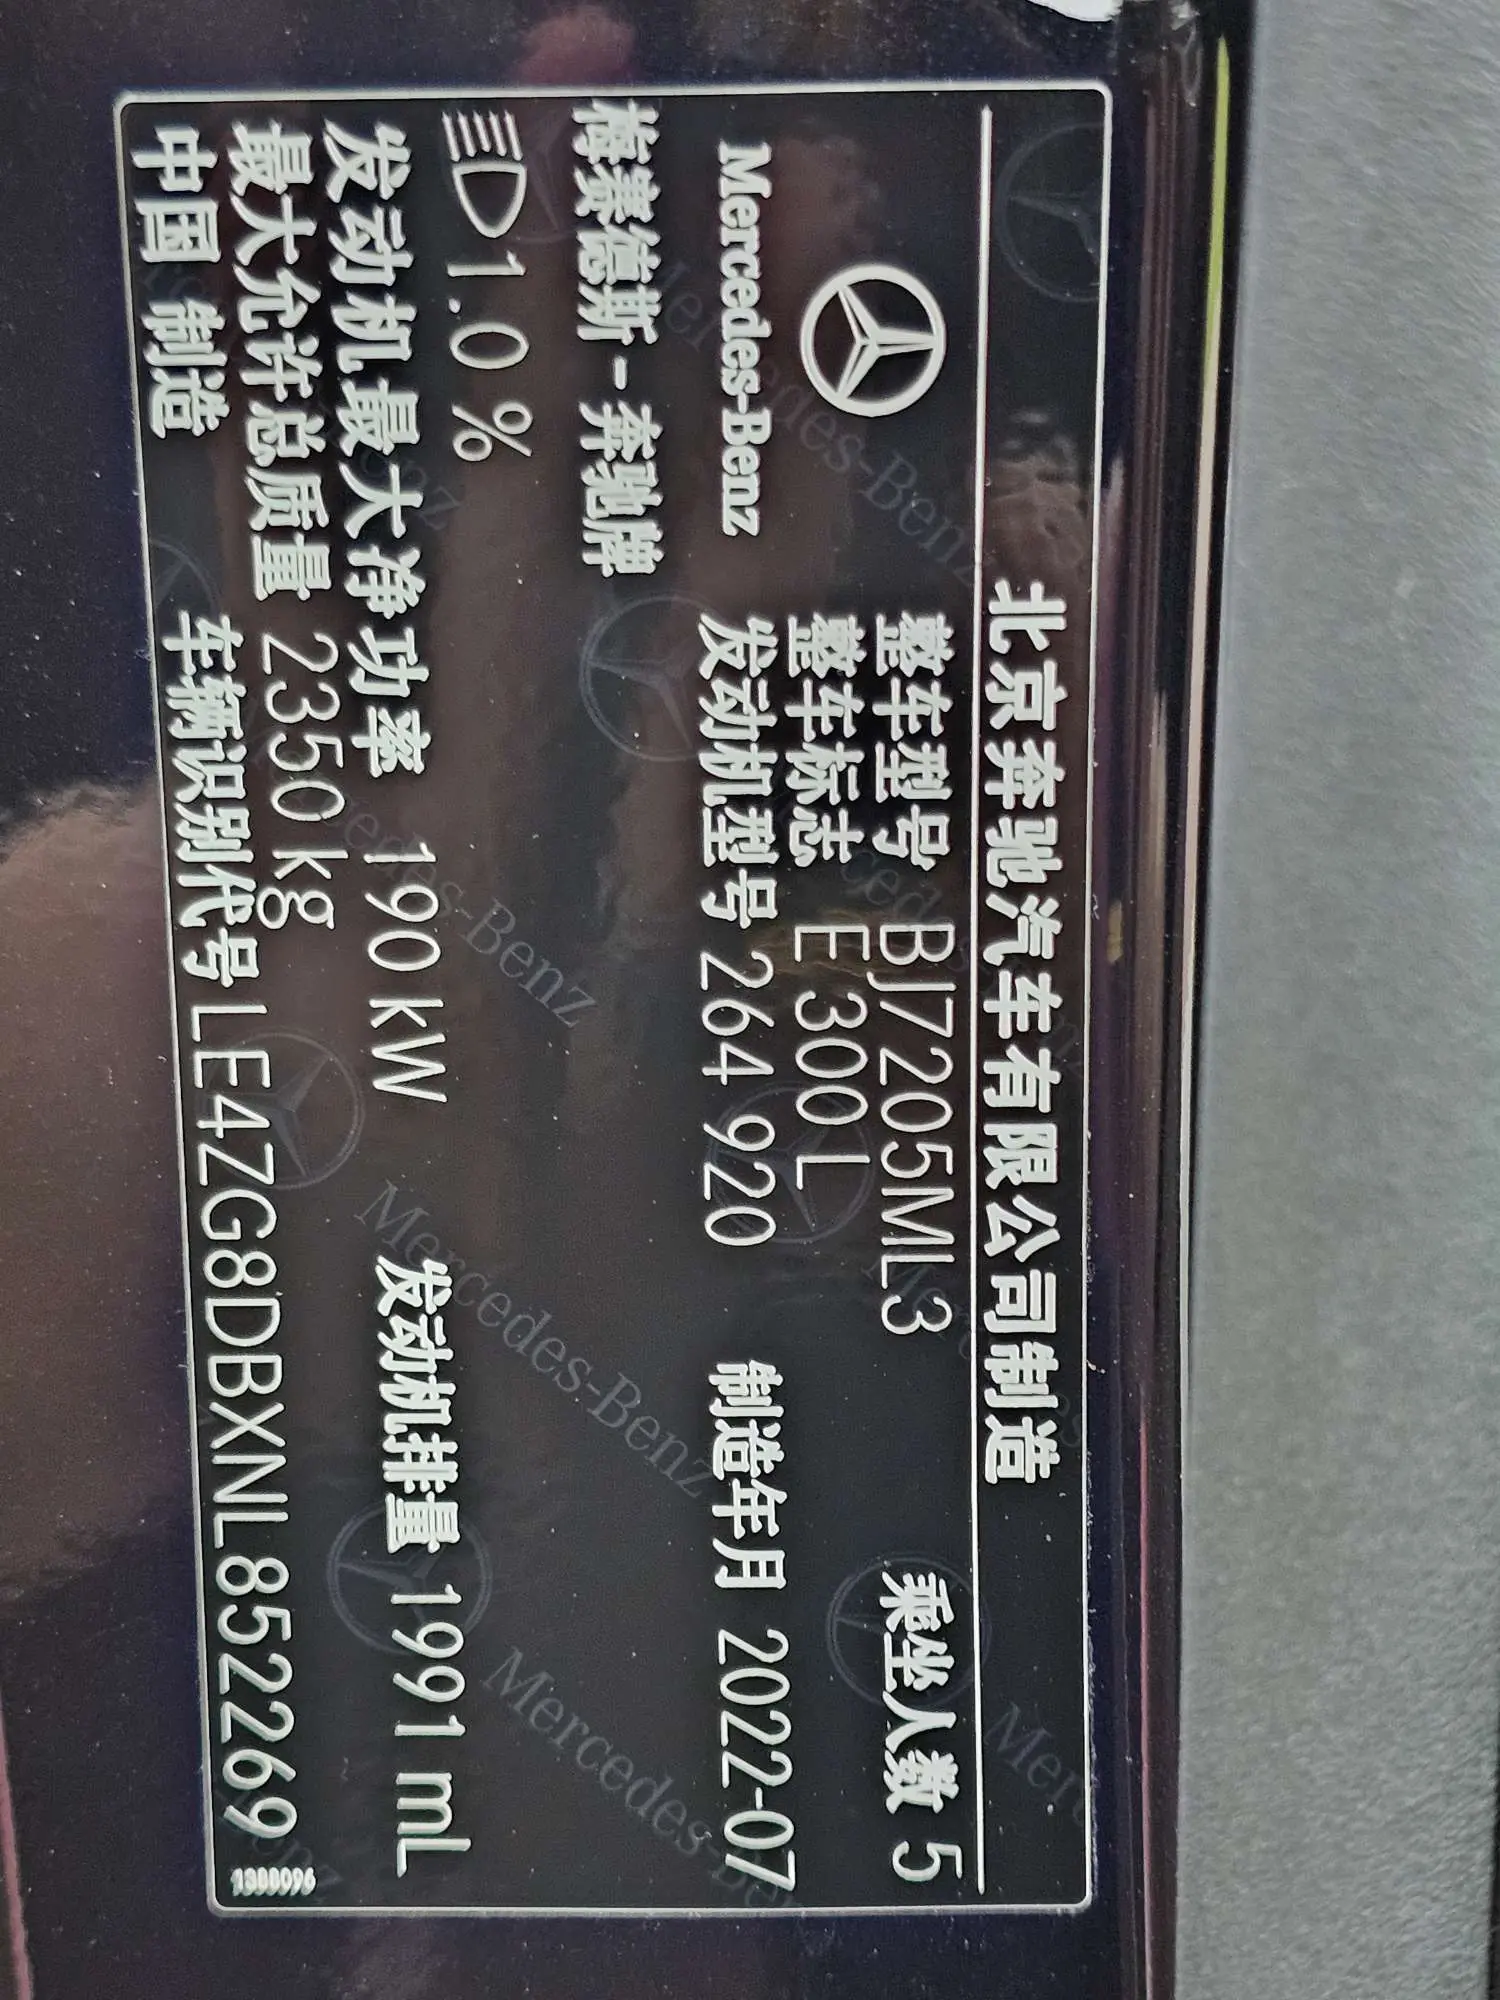 北京奔驰汽车有限公司制造
整车型号 BJ7205ML3 乘坐人数 5
整车标志 E 300 L
Mercedes-Benz 发动机型号 264 920 制造年月 2022-07
梅赛德斯-奔驰牌
1.0 %
发动机最大净功率 190 kW 发动机排量 1991 mL
最大允许总质量 2350 kg
中国 制造 车辆识别代号 LE4ZG8DBXNL852269